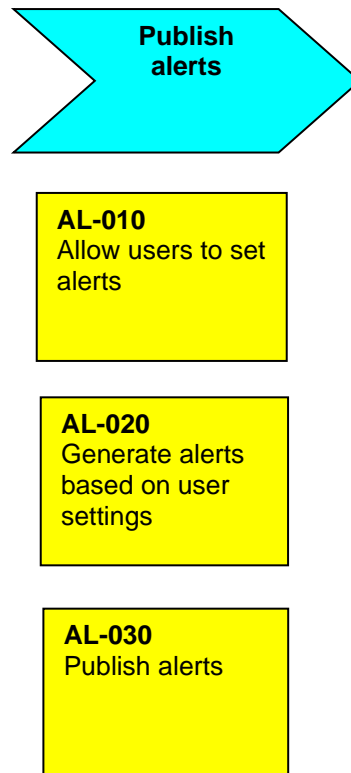 Publish
alerts
AL-010
Allow users to set
alerts
AL-020
Generate alerts
based on user
settings
AL-030
Publish alerts